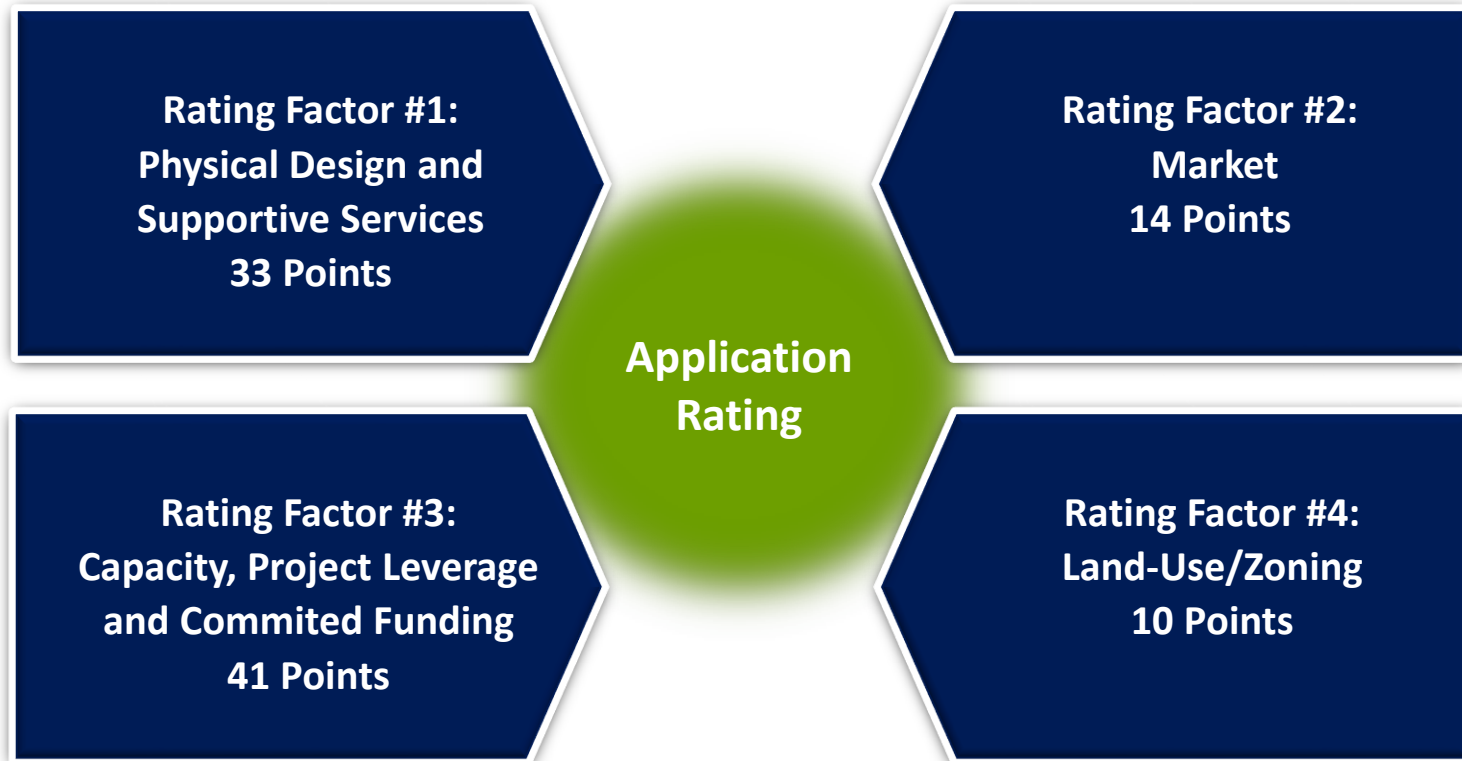 Rating Factor #1:
Physical Design and
Supportive Services
33 Points
Rating Factor #2:
Market
14 Points
Application
Rating
Rating Factor #3:
Capacity, Project Leverage
and Commited Funding
41 Points
Rating Factor #4:
Land-Use/Zoning
10 Points